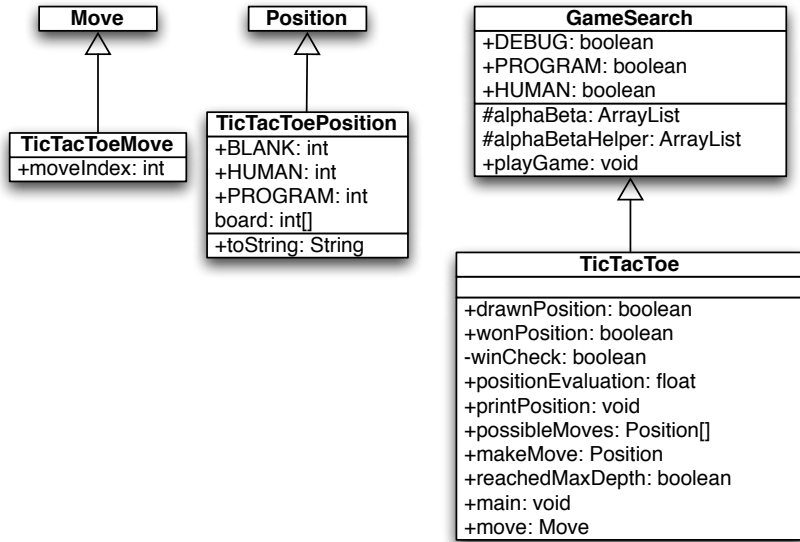 Move
TicTacToeMove
+moveIndex: int
Position
TicTacToePosition
+BLANK: int
+HUMAN: int
+PROGRAM: int
board: int[]
+toString: String
GameSearch
+DEBUG: boolean
+PROGRAM: boolean
+HUMAN: boolean
#alphaBeta: ArrayList
#alphaBetaHelper: ArrayList
+playGame: void
TicTacToe
+drawnPosition: boolean
+wonPosition: boolean
-winCheck: boolean
+positionEvaluation: float
+printPosition: void
+possibleMoves: Position[]
+makeMove: Position
+reachedMaxDepth: boolean
+main: void
+move: Move